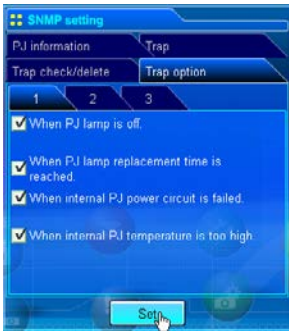 SNMP setting
PJ information Trap
Trap check/delete Trap option
1 2 3
When PJ lamp is off.
When PJ lamp replacement time is
reached.
When internal PJ power circuit is failed.
When internal PJ temperature is too high.